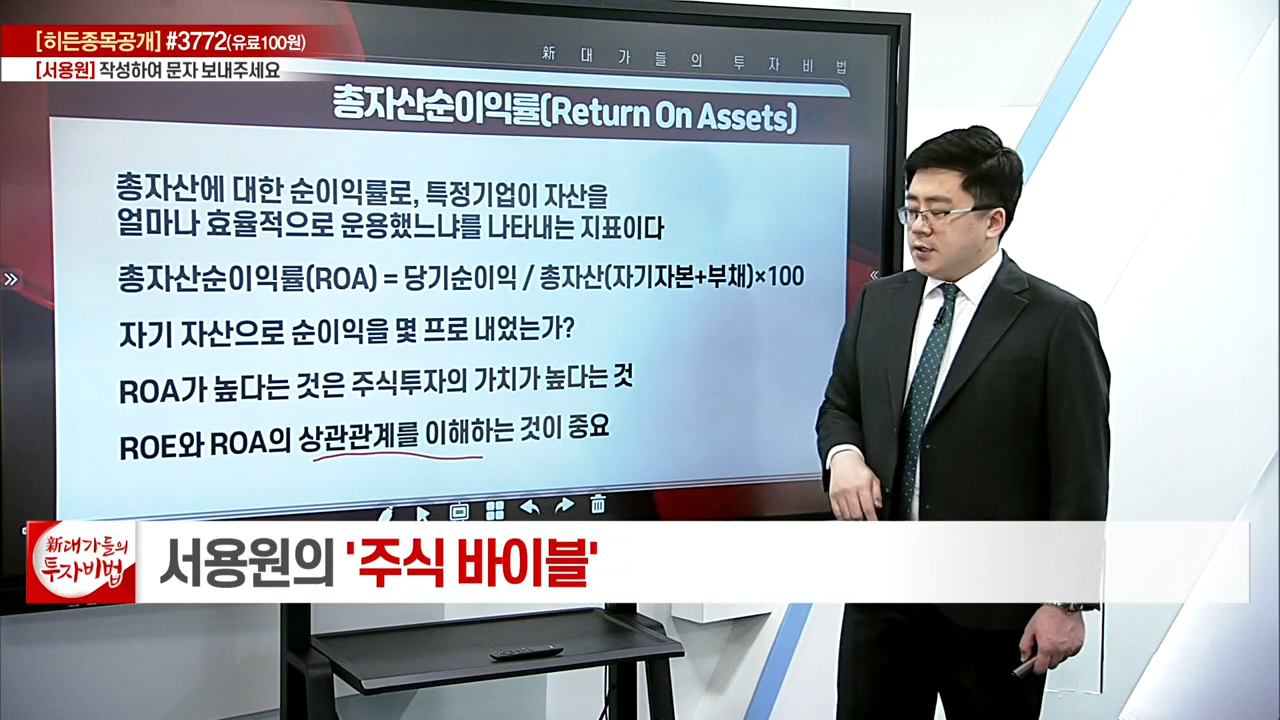 [히든종목공개] #3772(유료100원)
[서용원] 작성하여 문자 보내주세요
新대가들의 투자비법
총자산순이익률(Return On Assets)
총자산에 대한 순이익률로, 특정기업이 자산을
얼마나 효율적으로 운용했느냐를 나타내는 지표이다
총자산순이익률(ROA) = 당기순이익 / 총자산(자기자본+부채)×100
자기 자산으로 순이익을 몇 프로 내었는가?
ROA가 높다는 것은 주식투자의 가치가 높다는 것
ROE와 ROA의 상관관계를 이해하는 것이 중요
新대가들의
투자비법
서용원의 '주식 바이블'